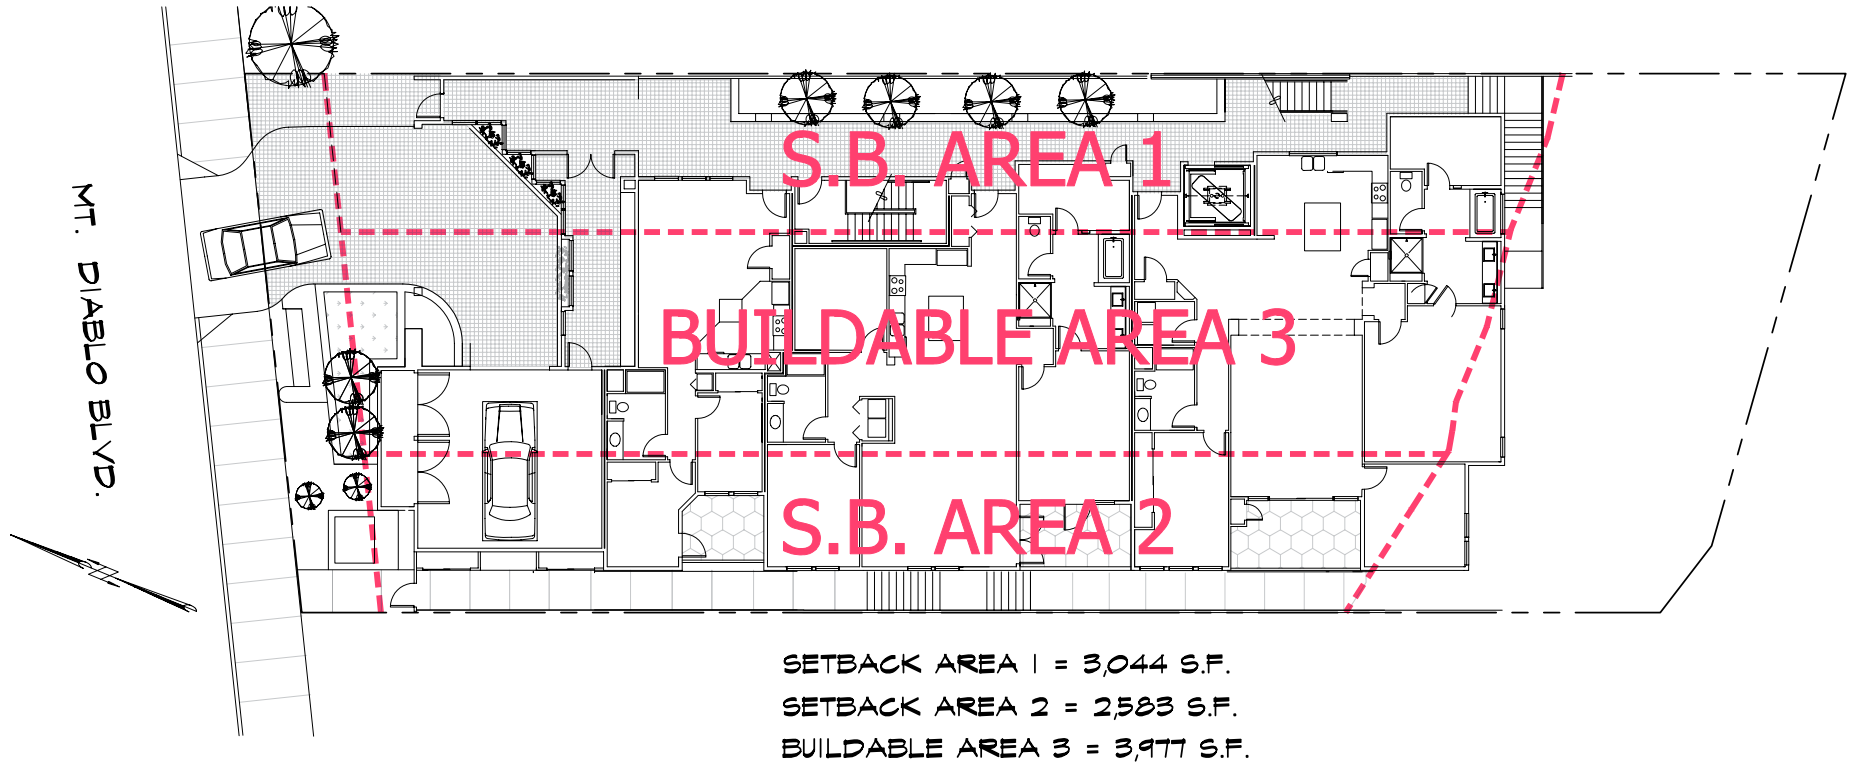 S.B. AREA 1
MT. DIABLO BLVD.
BUILDABLE AREA 3
S.B. AREA 2
SETBACK AREA 1 = 3,044 S.F.
SETBACK AREA 2 = 2,583 S.F.
BUILDABLE AREA 3 = 3,977 S.F.